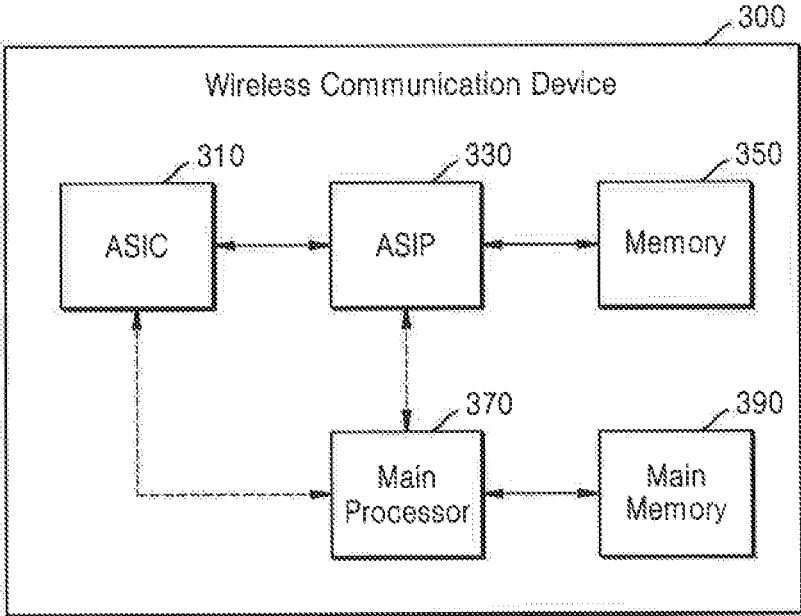 300
Wireless Communication Device
310
330
350
ASIC
ASIP
Memory
370
390
Main
Processor
Main
Memory